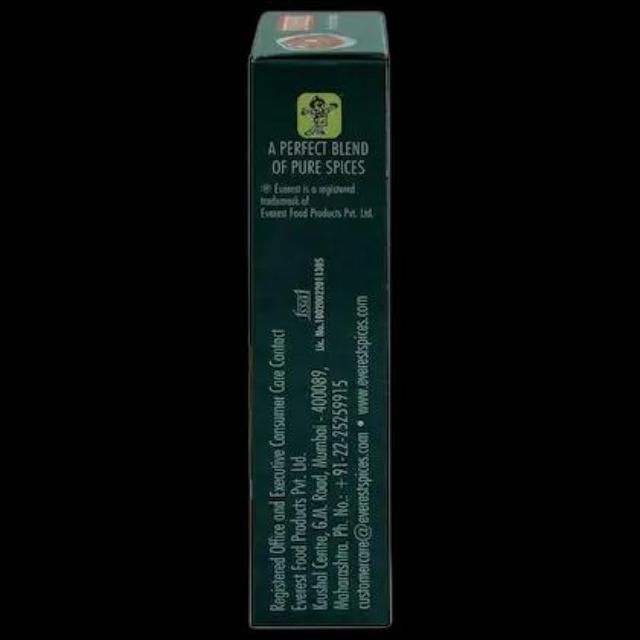 A PERFECT BLEND
OF PURE SPICES
® Everest is a registered
trademark of
Everest Food Products Pvt. Ltd.
fssai
Lic. No.
Registered Office and Executive Consumer Care Contact
Everest Food Products Pvt. Ltd.
Kushal Centre, G.M. Road, Mumbai - 400089,
Maharashtra. Ph. No.: +91-22-25259915
customercare@everestspices.com • www.everestspices.com